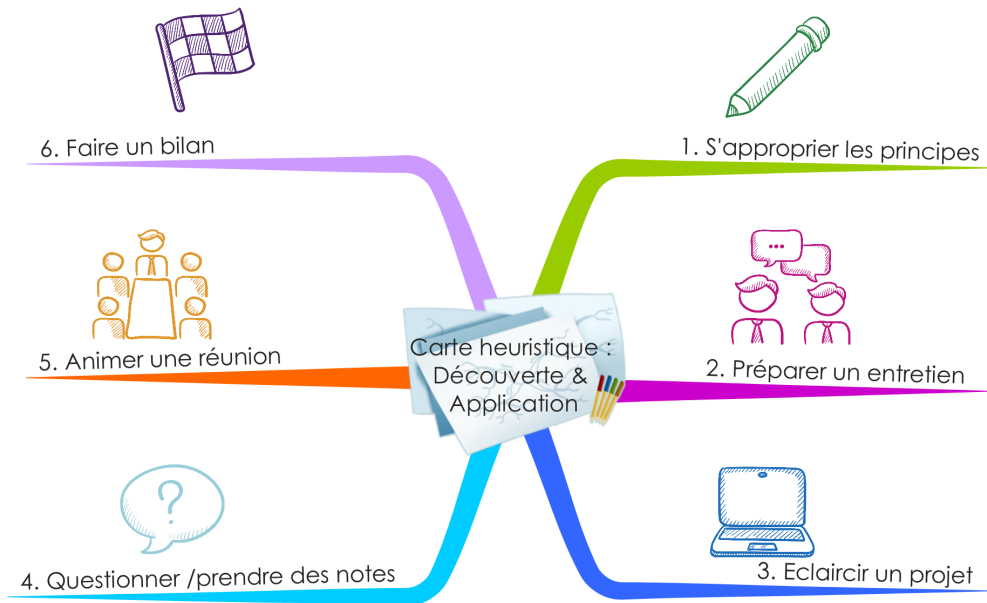 Carte heuristique :
Découverte &
Application
1. S'approprier les principes
2. Préparer un entretien
3. Eclaircir un projet
4. Questionner /prendre des notes
5. Animer une réunion
6. Faire un bilan